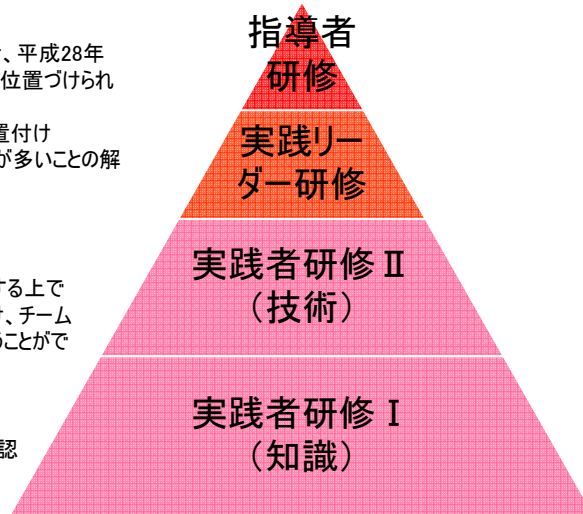 指導者
研修
、平成28年
位置づけられ
置付け
が多いことの解
実践リー
ダー研修
実践者研修Ⅱ
（技術）
する上で
け、チーム
うことがで
実践者研修Ⅰ
（知識）
認